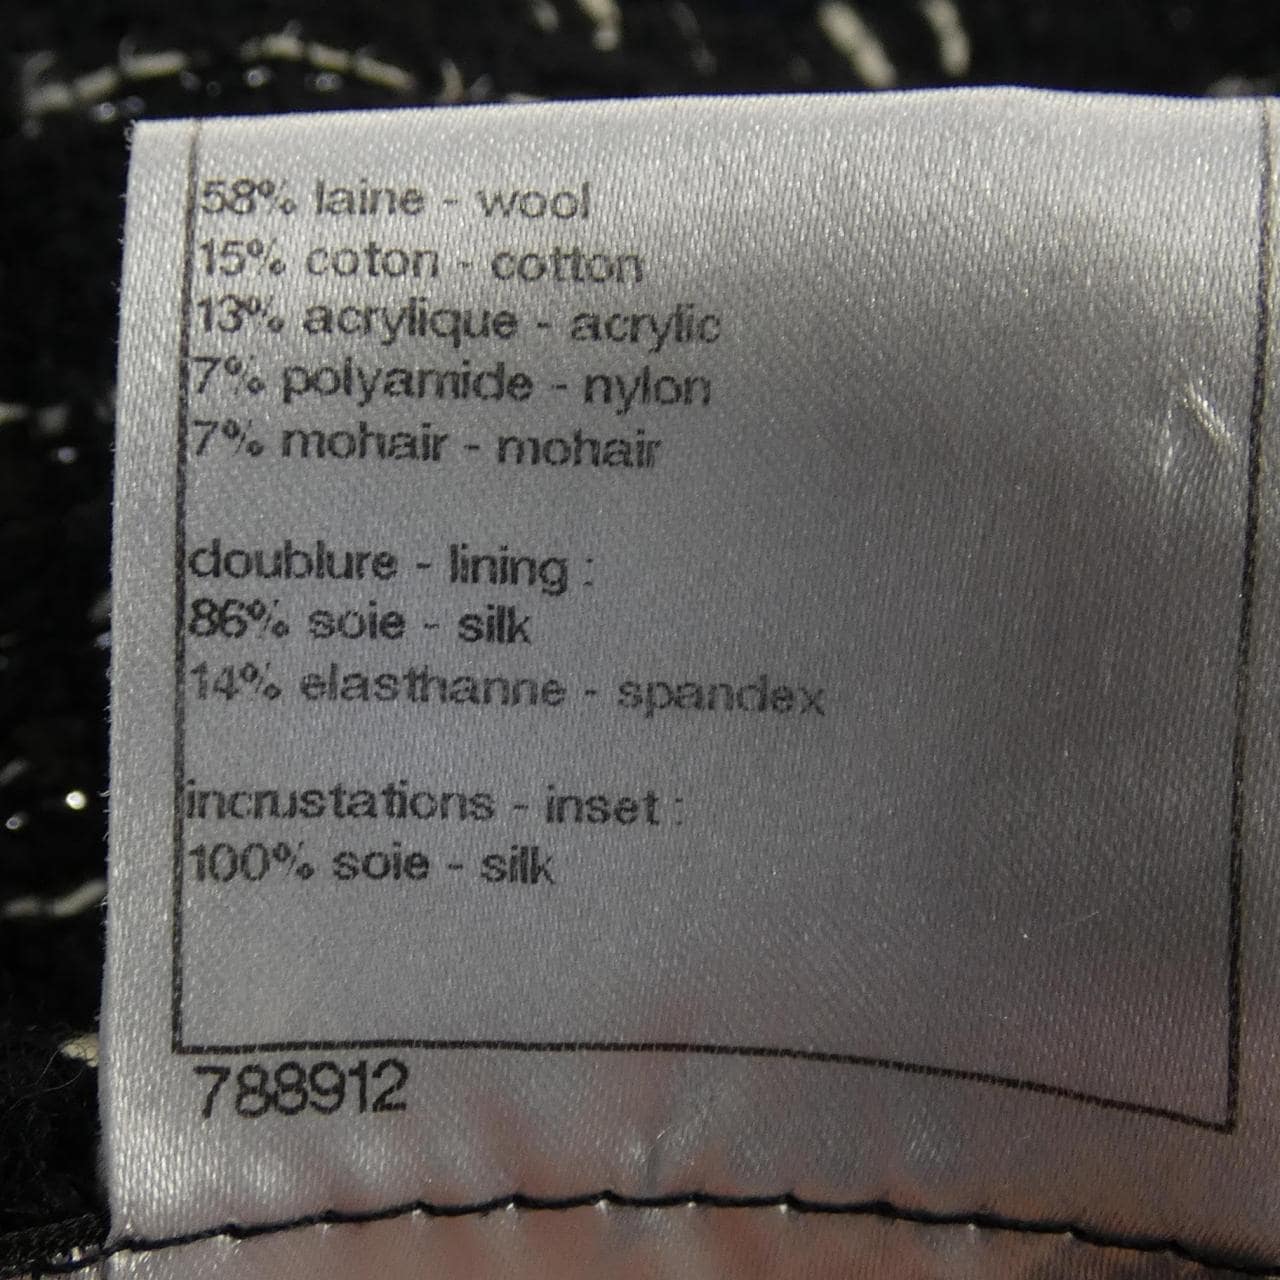 58% laine - wool
15% coton - cotton
13% acrylique - acrylic
7% polyamide - nylon
7% mohair - mohair
doublure - lining :
86% soie - silk
14% elasthanne - spandex
incrustations - inset :
100% soie - silk
788912